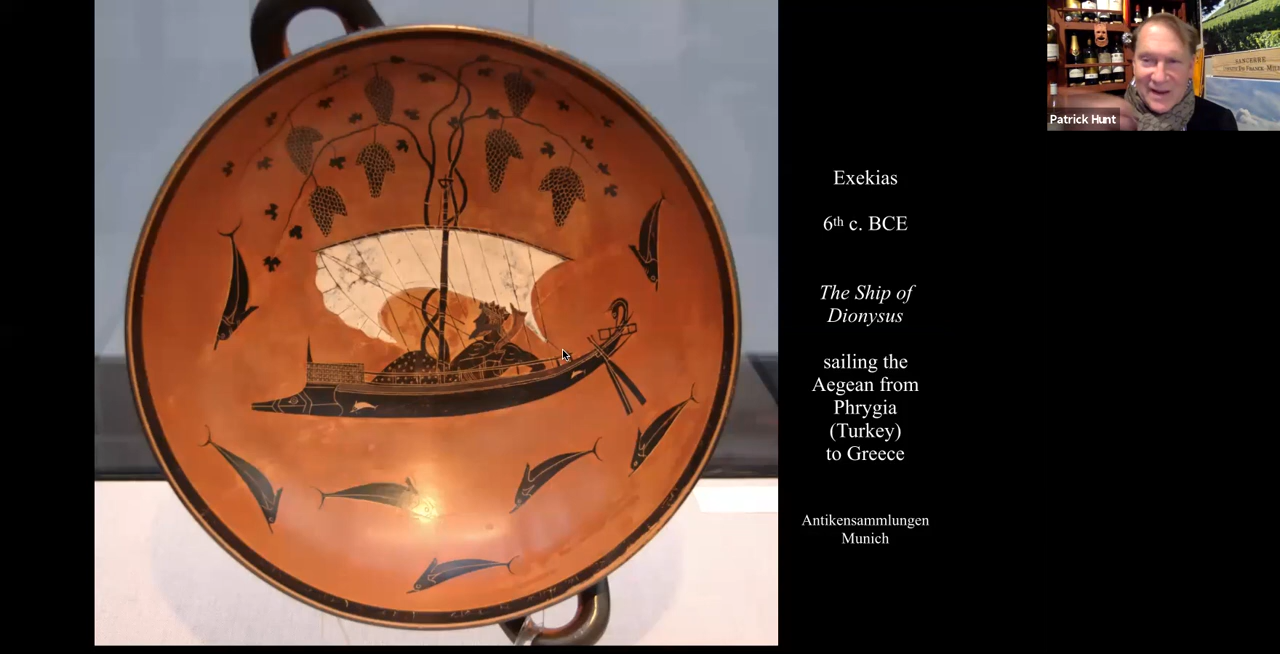 Exekias
6th c. BCE
The Ship of
Dionysus
sailing the
Aegean from
Phrygia
(Turkey)
to Greece
Antikensammlungen
Munich
SANCERRE
Patrick Hunt